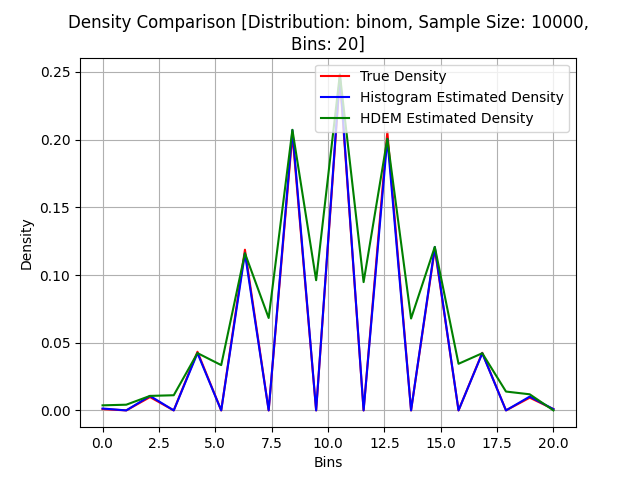 Density Comparison [Distribution: binom, Sample Size: 10000,
Bins: 20]
True Density
Histogram Estimated Density
HDEM Estimated Density
0.25
0.20
0.15
0.10
0.05
0.00
Density
0.0 2.5 5.0 7.5 10.0 12.5 15.0 17.5 20.0
Bins